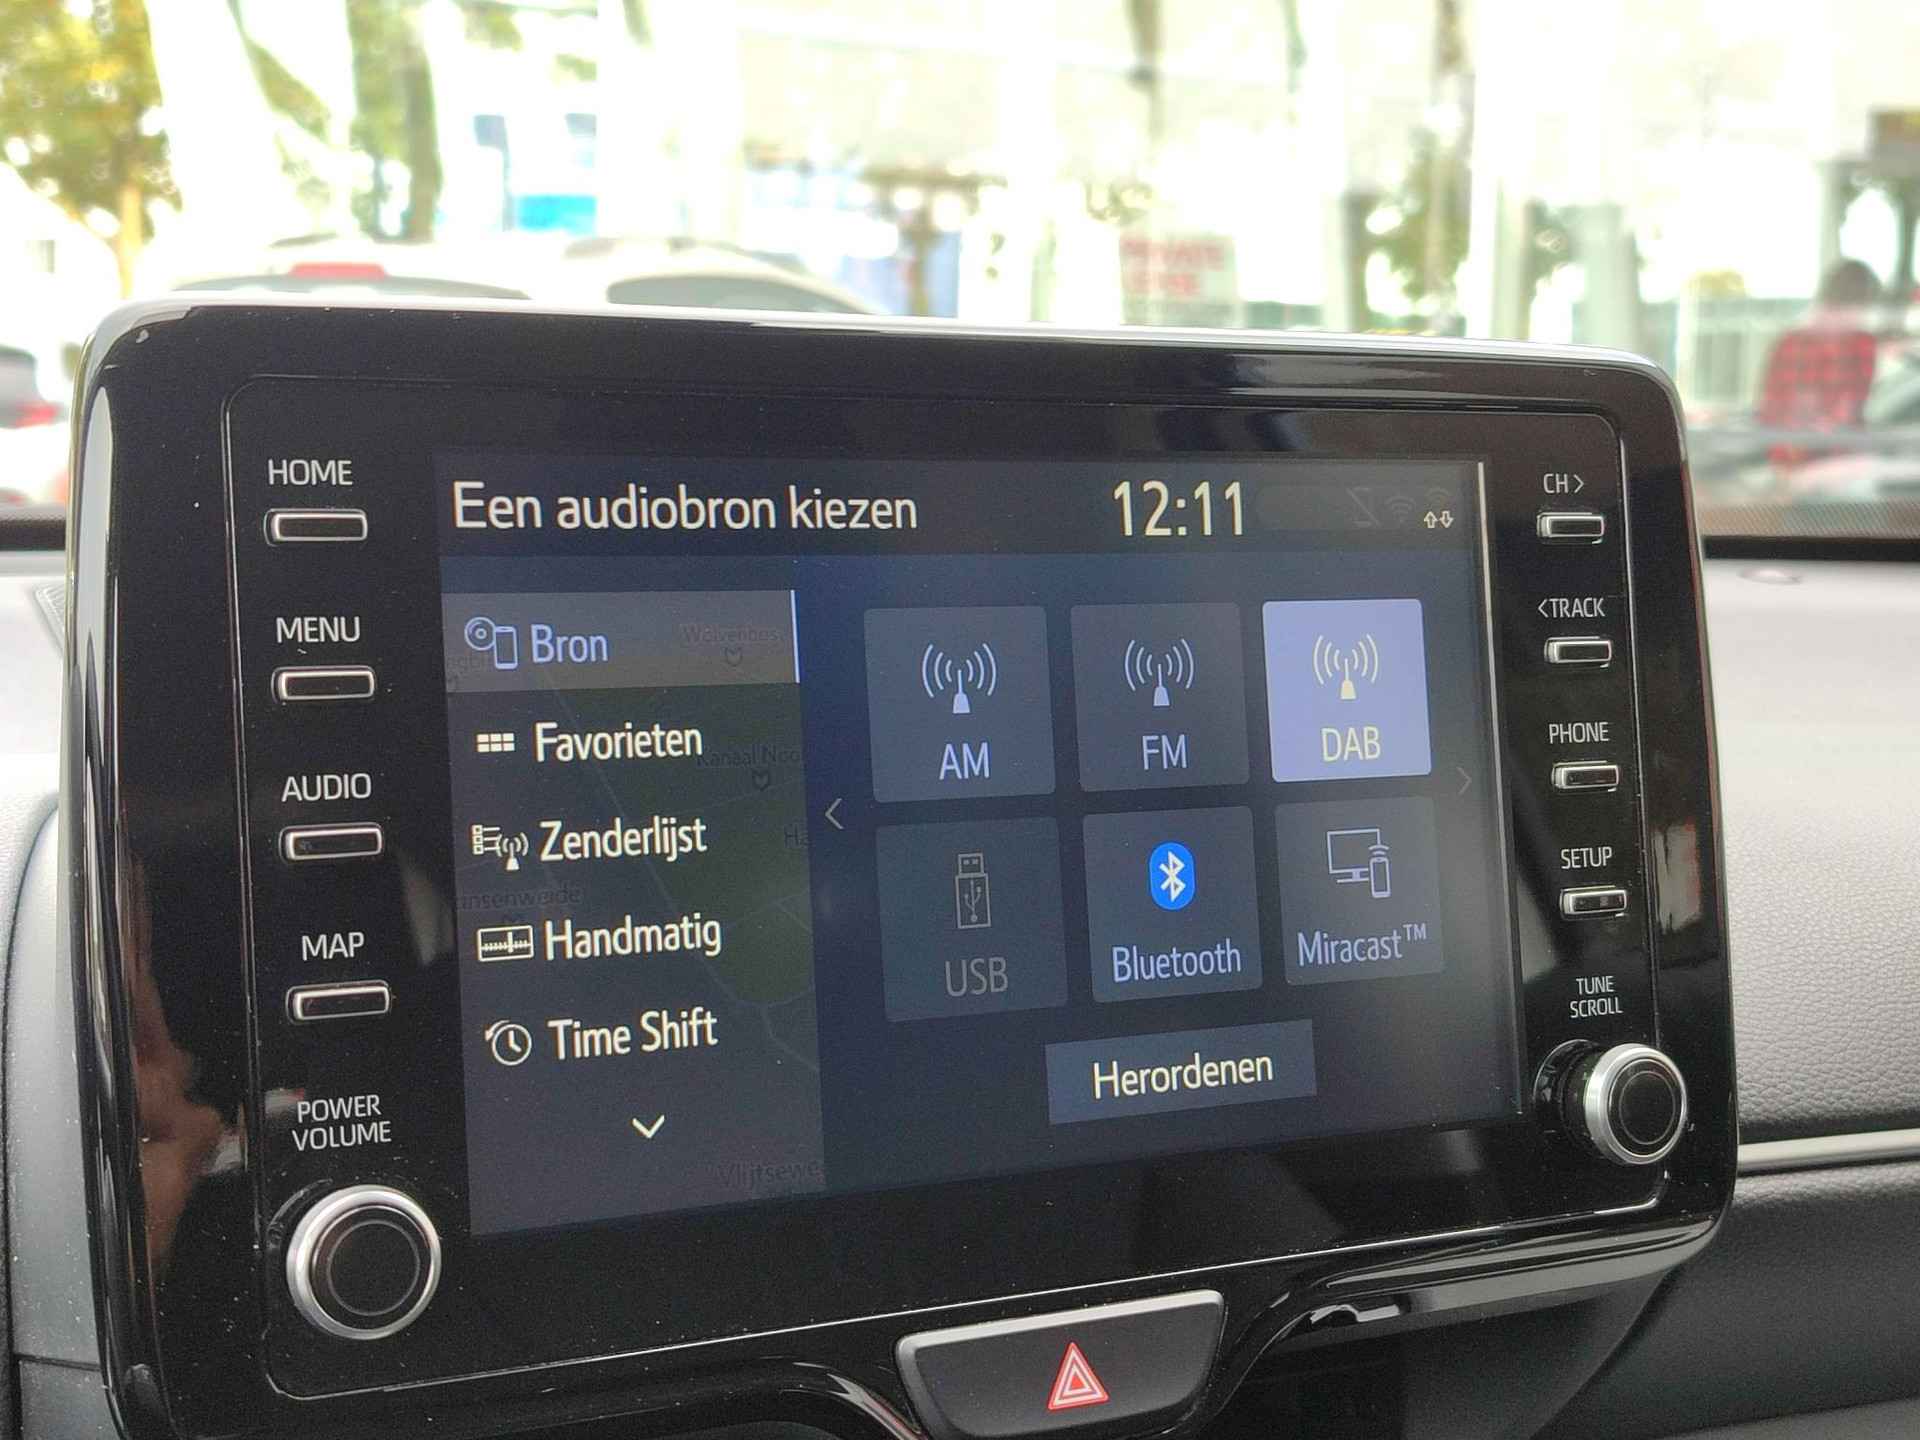 HOME
MENU
AUDIO
MAP
POWER
VOLUME
Een audiobron kiezen
12:11
Bron
Favorieten
Zenderlijst
Handmatig
Time Shift
AM
FM
DAB
USB
Bluetooth
Miracast™
Herordenen
CH>
<TRACK
PHONE
SETUP
TUNE
SCROLL
PRIVATE